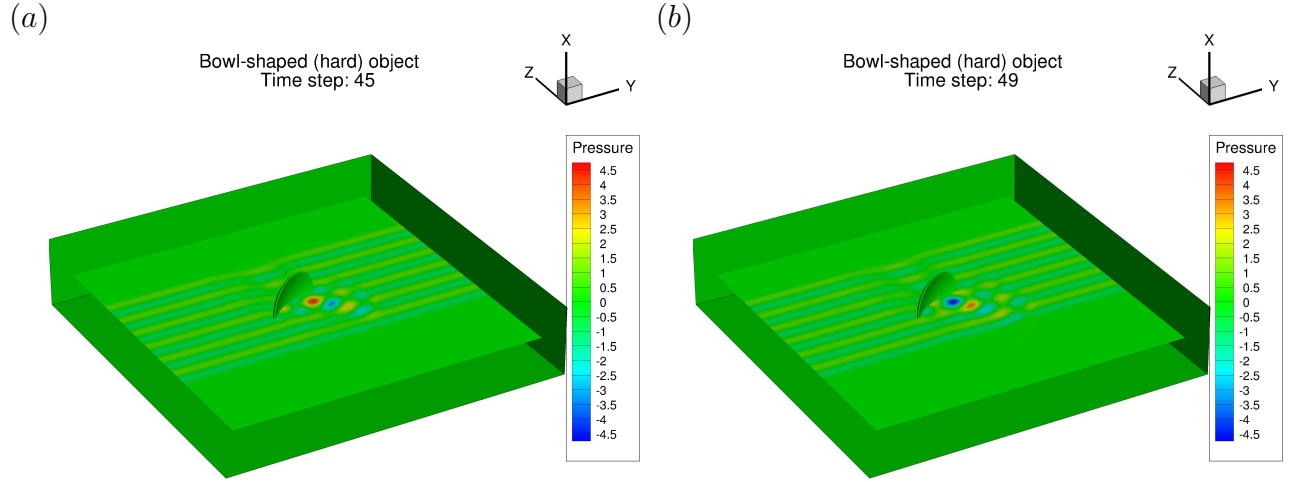 (a)
Bowl-shaped (hard) object
Time step: 45
X
Z
Y
Pressure
4.5
4
3.5
3
2.5
2
1.5
1
0.5
0
-0.5
-1
-1.5
-2
-2.5
-3
-3.5
-4
-4.5
(b)
Bowl-shaped (hard) object
Time step: 49
X
Z
Y
Pressure
4.5
4
3.5
3
2.5
2
1.5
1
0.5
0
-0.5
-1
-1.5
-2
-2.5
-3
-3.5
-4
-4.5